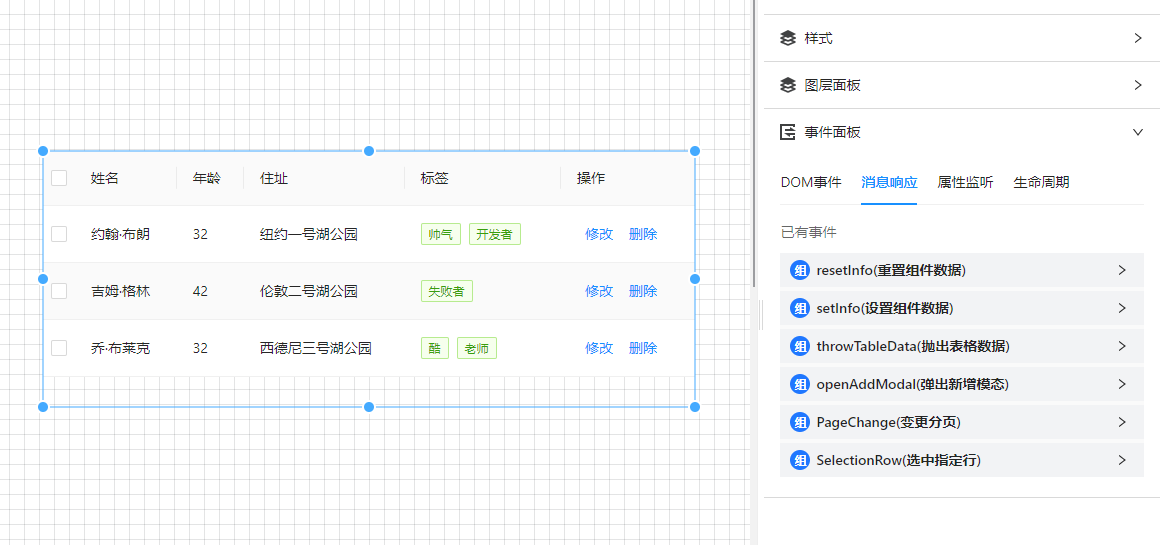 姓名 年龄 住址 标签 操作
约翰·布朗 32 纽约一号湖公园 帅气 开发者 修改 删除
吉姆·格林 42 伦敦二号湖公园 失败者 修改 删除
乔·布莱克 32 西德尼三号湖公园 酷 老师 修改 删除
样式
图层面板
事件面板
DOM事件 消息响应 属性监听 生命周期
已有事件
组 resetInfo(重置组件数据)
组 setInfo(设置组件数据)
组 throwTableData(抛出表格数据)
组 openAddModal(弹出新增模态)
组 PageChange(变更分页)
组 SelectionRow(选中指定行)